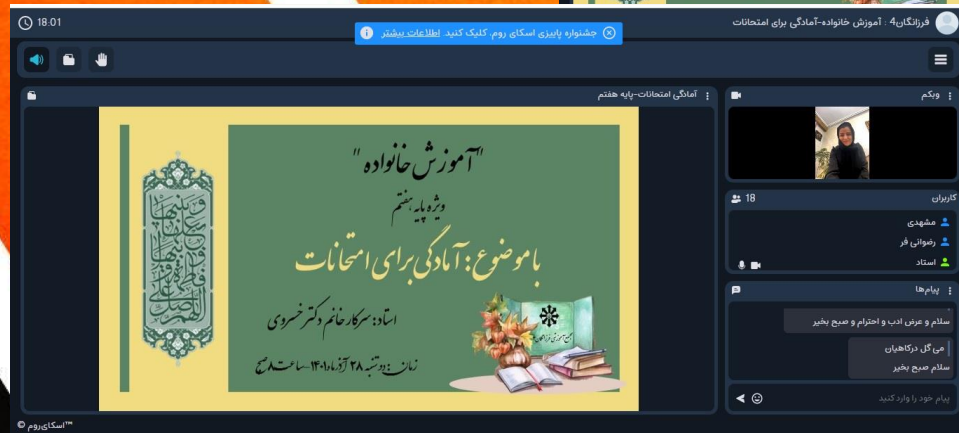 18:01
جشنواره پاییزی اسکای روم. کلیک کنید. اطلاعات بیشتر
فرزانگان4 : آموزش خانواده-آمادگی برای امتحانات
آمادگی امتحانات-پایه هفتم
"آموزش خانواده"
ویژه پایه هفتم
با موضوع: آمادگی برای امتحانات
استاد: سرکار خانم دکتر خسروی
زمان: دوشنبه ۲۸ آذرماه ۱۴۰۱ ساعت ۸ صبح
وبکم
کاربران
18
مشهدی
رضوانی فر
استاد
پیام‌ها
سلام و عرض ادب و احترام و صبح بخیر
می گل درکاهیان
سلام صبح بخیر
پیام خود را وارد کنید
© اسکای‌روم™